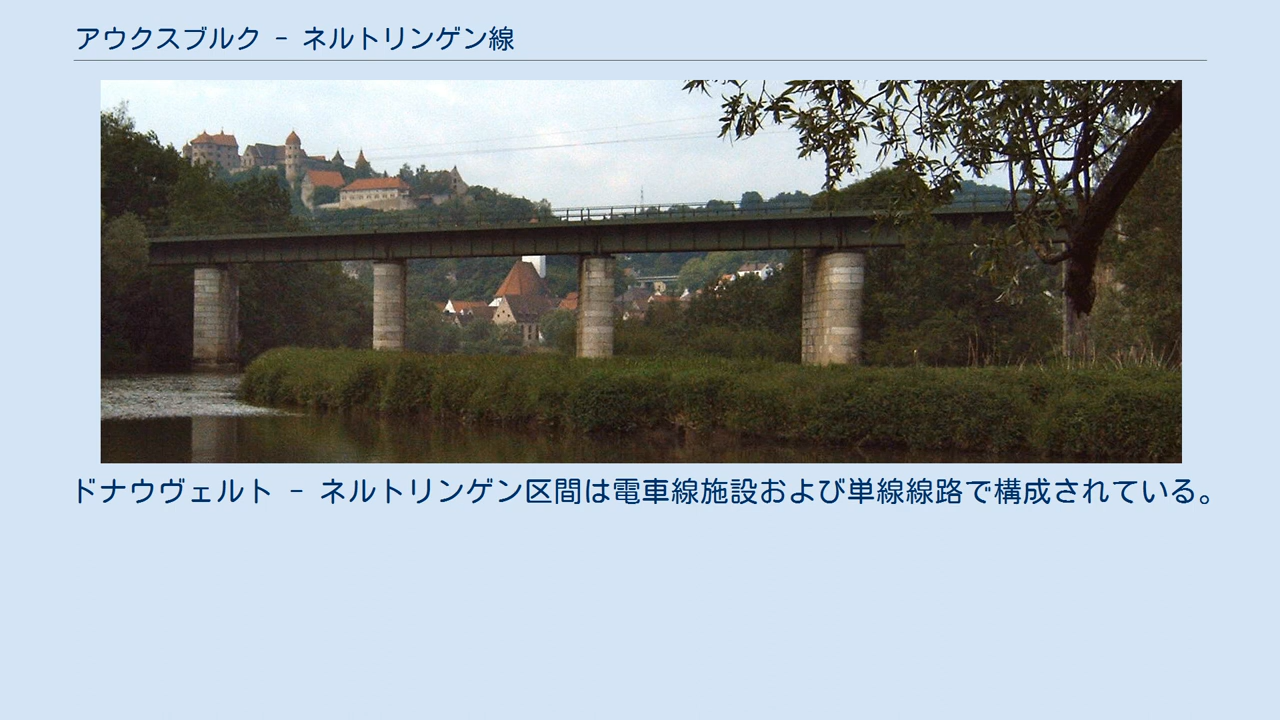 アウクスブルク - ネルトリンゲン線
ドナウヴェルト - ネルトリンゲン区間は電車線施設および単線線路で構成されている。